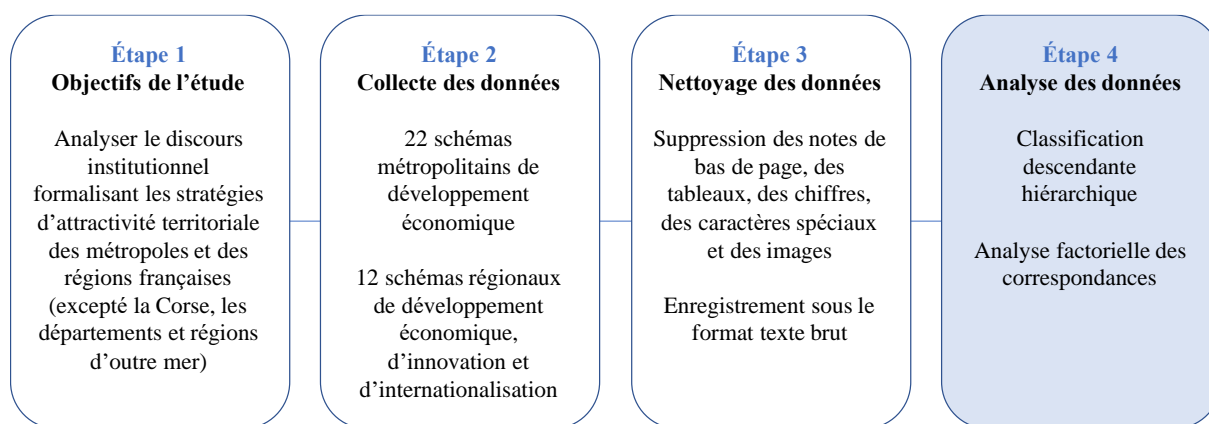 Étape 1
Objectifs de l’étude
Analyser le discours
institutionnel
formalisant les stratégies
d’attractivité territoriale
des métropoles et des
régions françaises
(excepté la Corse, les
départements et régions
d’outre mer)
Étape 2
Collecte des données
22 schémas
métropolitains de
développement
économique
12 schémas régionaux
de développement
économique,
d’innovation et
d’internationalisation
Étape 3
Nettoyage des données
Suppression des notes de
bas de page, des
tableaux, des chiffres,
des caractères spéciaux
et des images
Enregistrement sous le
format texte brut
Étape 4
Analyse des données
Classification
descendante
hiérarchique
Analyse factorielle des
correspondances